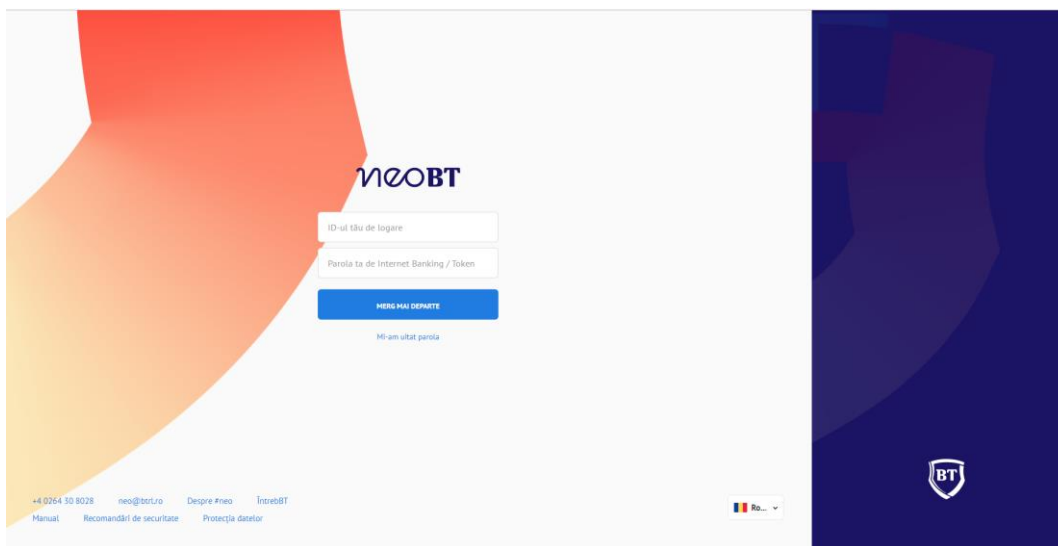 neoBT
ID-ul tău de logare
Parola ta de Internet Banking / Token
MERG MAI DEPARTE
Mi-am uitat parola
+4 0264 30 8028 neo@btrl.ro Despre #neo ÎntrebBT
Manual Recomandări de securitate Protecția datelor
Ro...
BT